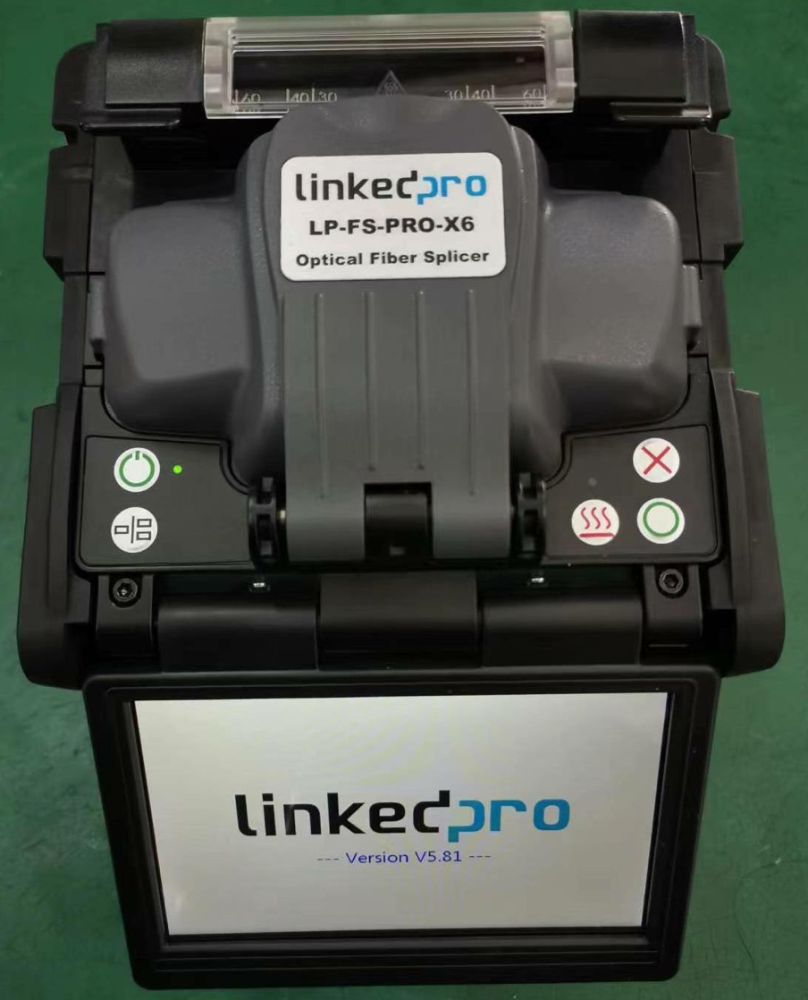 60 40 30 30 40 60
linkedpro
LP-FS-PRO-X6
Optical Fiber Splicer
linkedpro
--- Version V5.81 ---